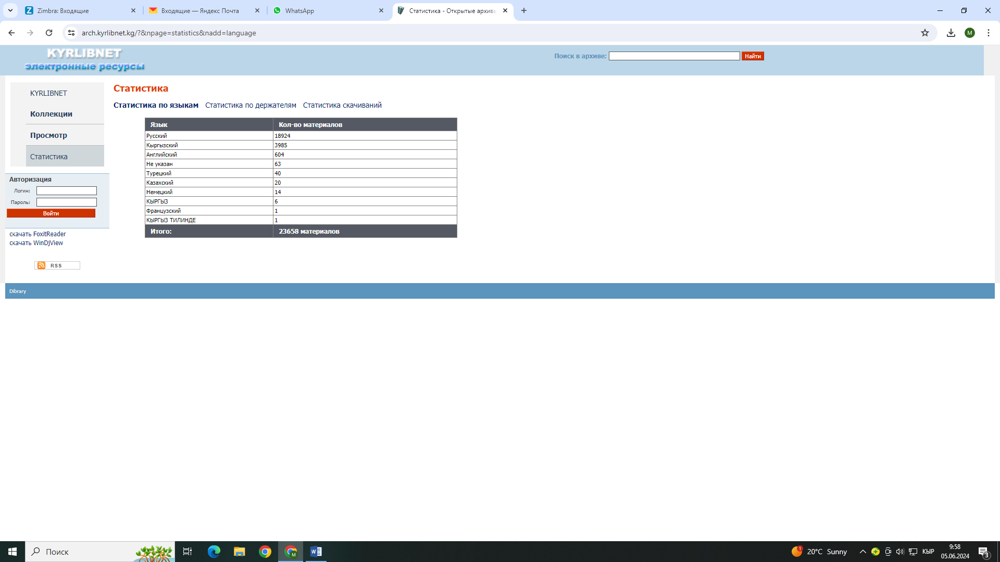 Zimbra: Входящие
Входящие — Яндекс Почта
WhatsApp
Статистика - Открытые архивы
arch.kyrlibnet.kg/?&npage=statistics&nadd=language
M
KYRLIBNET
электронные ресурсы
Поиск в архиве:
Найти
KYRLIBNET
Коллекции
Просмотр
Статистика
Авторизация
Логин:
Пароль:
Войти
скачать FoxitReader
скачать WinDjView
RSS
Статистика
Статистика по языкам Статистика по держателям Статистика скачиваний
Язык Кол-во материалов
Русский 18924
Кыргызский 3985
Английский 604
Не указан 63
Турецкий 40
Казахский 20
Немецкий 14
КЫРГЫЗ 6
Французский 1
КЫРГЫЗ ТИЛИНДЕ 1
Итого: 23658 материалов
Dibrary
Поиск
M
1
20°C Sunny
КЫР
9:58
05.06.2024
3